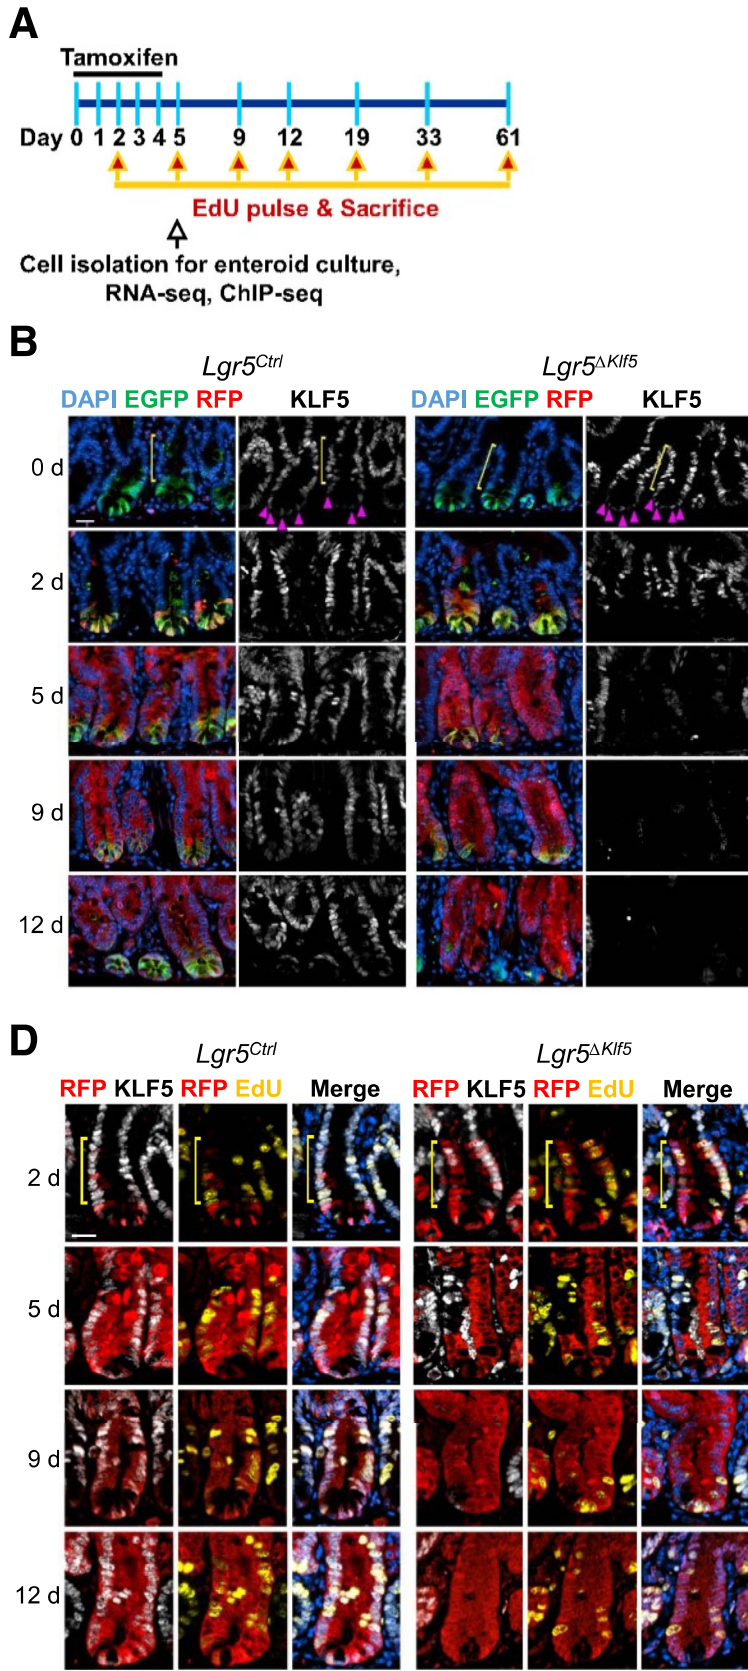 A
Tamoxifen
Day 0 1 2 3 4 5 9 12 19 33 61
EdU pulse & Sacrifice
Cell isolation for enteroid culture,
RNA-seq, ChIP-seq
B
Lgr5Ctrl Lgr5ΔKlf5
DAPI EGFP RFP KLF5 DAPI EGFP RFP KLF5
0 d
2 d
5 d
9 d
12 d
D
Lgr5Ctrl Lgr5ΔKlf5
RFP KLF5 RFP EdU Merge RFP KLF5 RFP EdU Merge
2 d
5 d
9 d
12 d